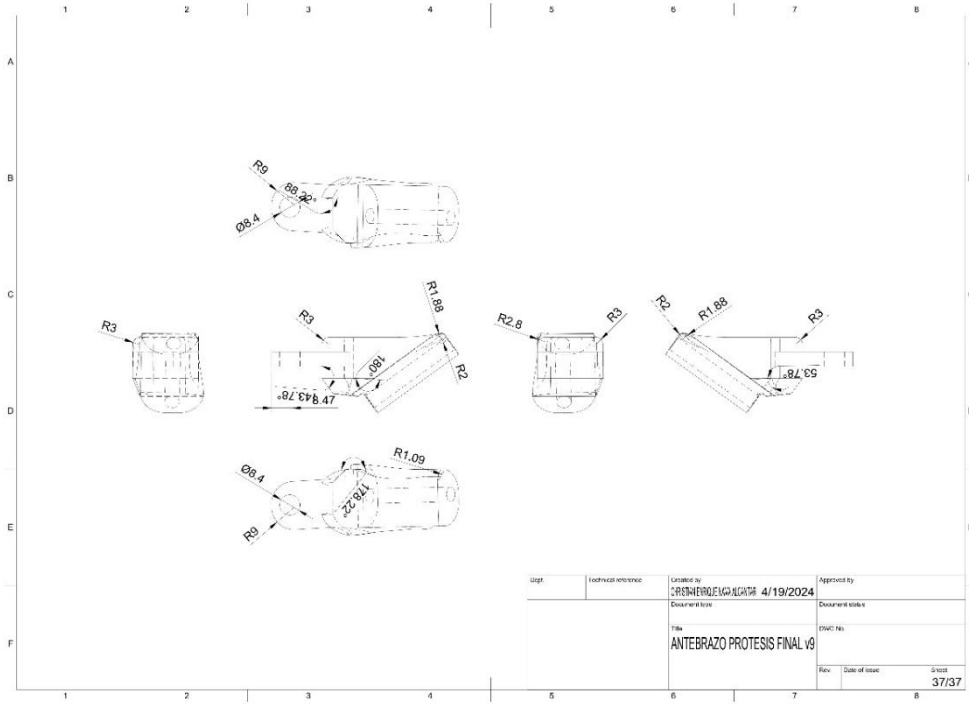 1 2 3 4 5 6 7 8
A
B
R9
88.22°
Ø8.4
C
R3
R3
R1.88
R2
180°
143.78°
8.47
R2.8
R3
R2
R1.88
R3
53.78°
D
Ø8.4
R9
R1.09
178.22°
E
F
Dept.
Technical reference
Created by
4/19/2024
Approved by
Document type
Document status
Title
ANTEBRAZO PROTESIS FINAL v9
DWG No.
Rev.
Date of issue
Sheet
37/37
1 2 3 4 5 6 7 8